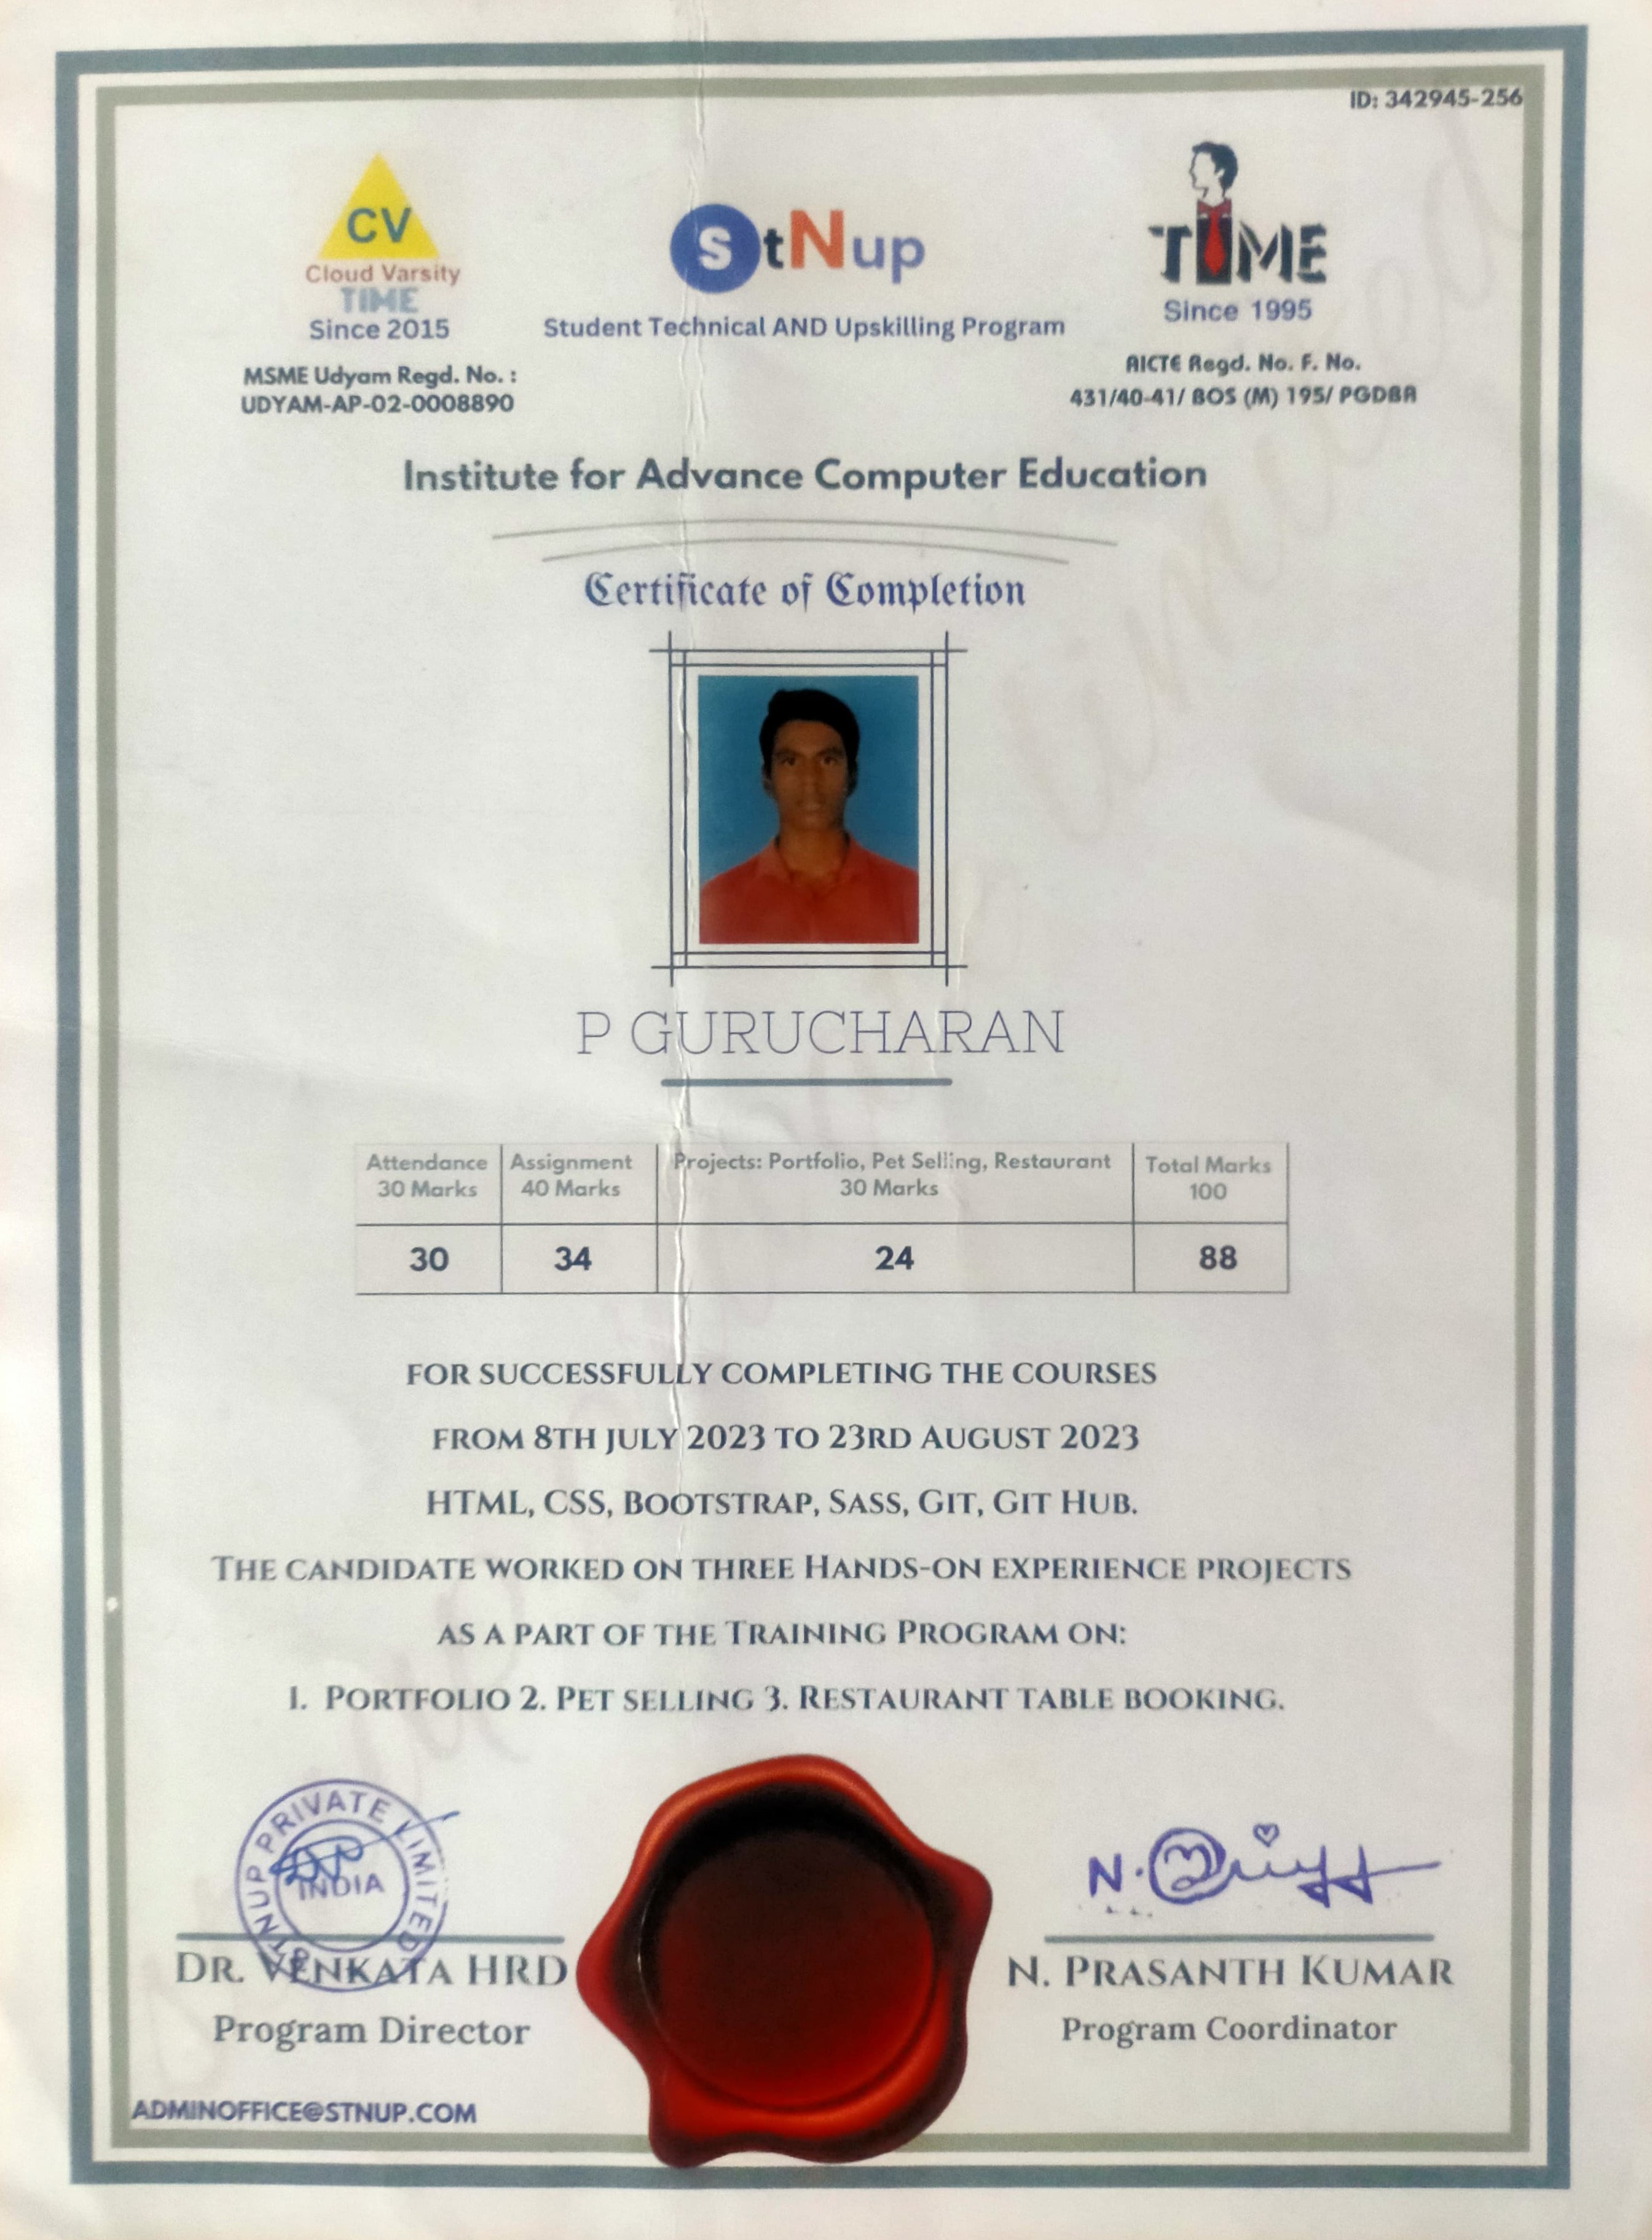 ID: 342945-256
CV
Cloud Varsity
TIME
Since 2015
MSME Udyam Regd. No. :
UDYAM-AP-02-0008890
StNup
Student Technical AND Upskilling Program
TIME
Since 1995
AICTE Regd. No. F. No.
431/40-41/ BOS (M) 195/ PGDBA
Institute for Advance Computer Education
Certificate of Completion
P GURUCHARAN
Attendance Assignment Projects: Portfolio, Pet Selling, Restaurant Total Marks
30 Marks 40 Marks 30 Marks 100
30 34 24 88
FOR SUCCESSFULLY COMPLETING THE COURSES
FROM 8TH JULY 2023 TO 23RD AUGUST 2023
HTML, CSS, BOOTSTRAP, SASS, GIT, GIT HUB.
THE CANDIDATE WORKED ON THREE HANDS-ON EXPERIENCE PROJECTS
AS A PART OF THE TRAINING PROGRAM ON:
1. PORTFOLIO 2. PET SELLING 3. RESTAURANT TABLE BOOKING.
STNUP PRIVATE LIMITED
INDIA
DR. VENKATA HRD
Program Director
N.
N. PRASANTH KUMAR
Program Coordinator
ADMINOFFICE@STNUP.COM